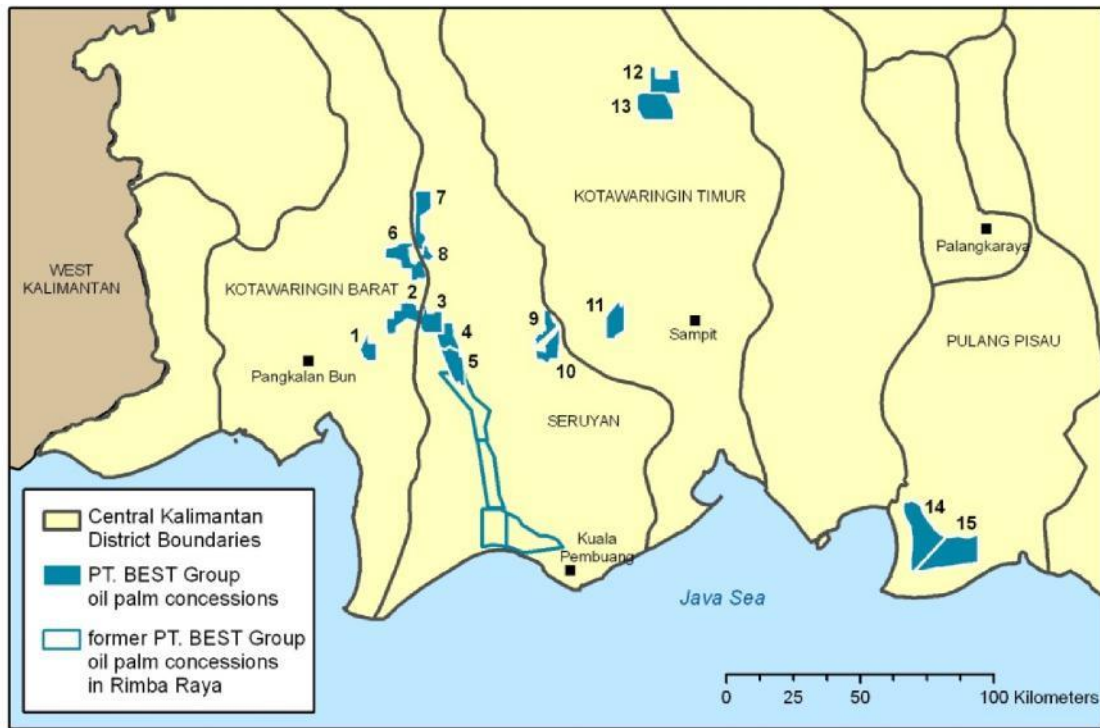 12
13
KOTAWARINGIN TIMUR
7
6
8
Palangkaraya
WEST
KALIMANTAN
KOTAWARINGIN BARAT
2
3
9
11
4
1
Sampit
PULANG PISAU
5
10
Pangkalan Bun
SERUYAN
14
15
Kuala
Pembuang
Java Sea
Central Kalimantan
District Boundaries
PT. BEST Group
oil palm concessions
former PT. BEST Group
oil palm concessions
in Rimba Raya
0 25 50 100 Kilometers